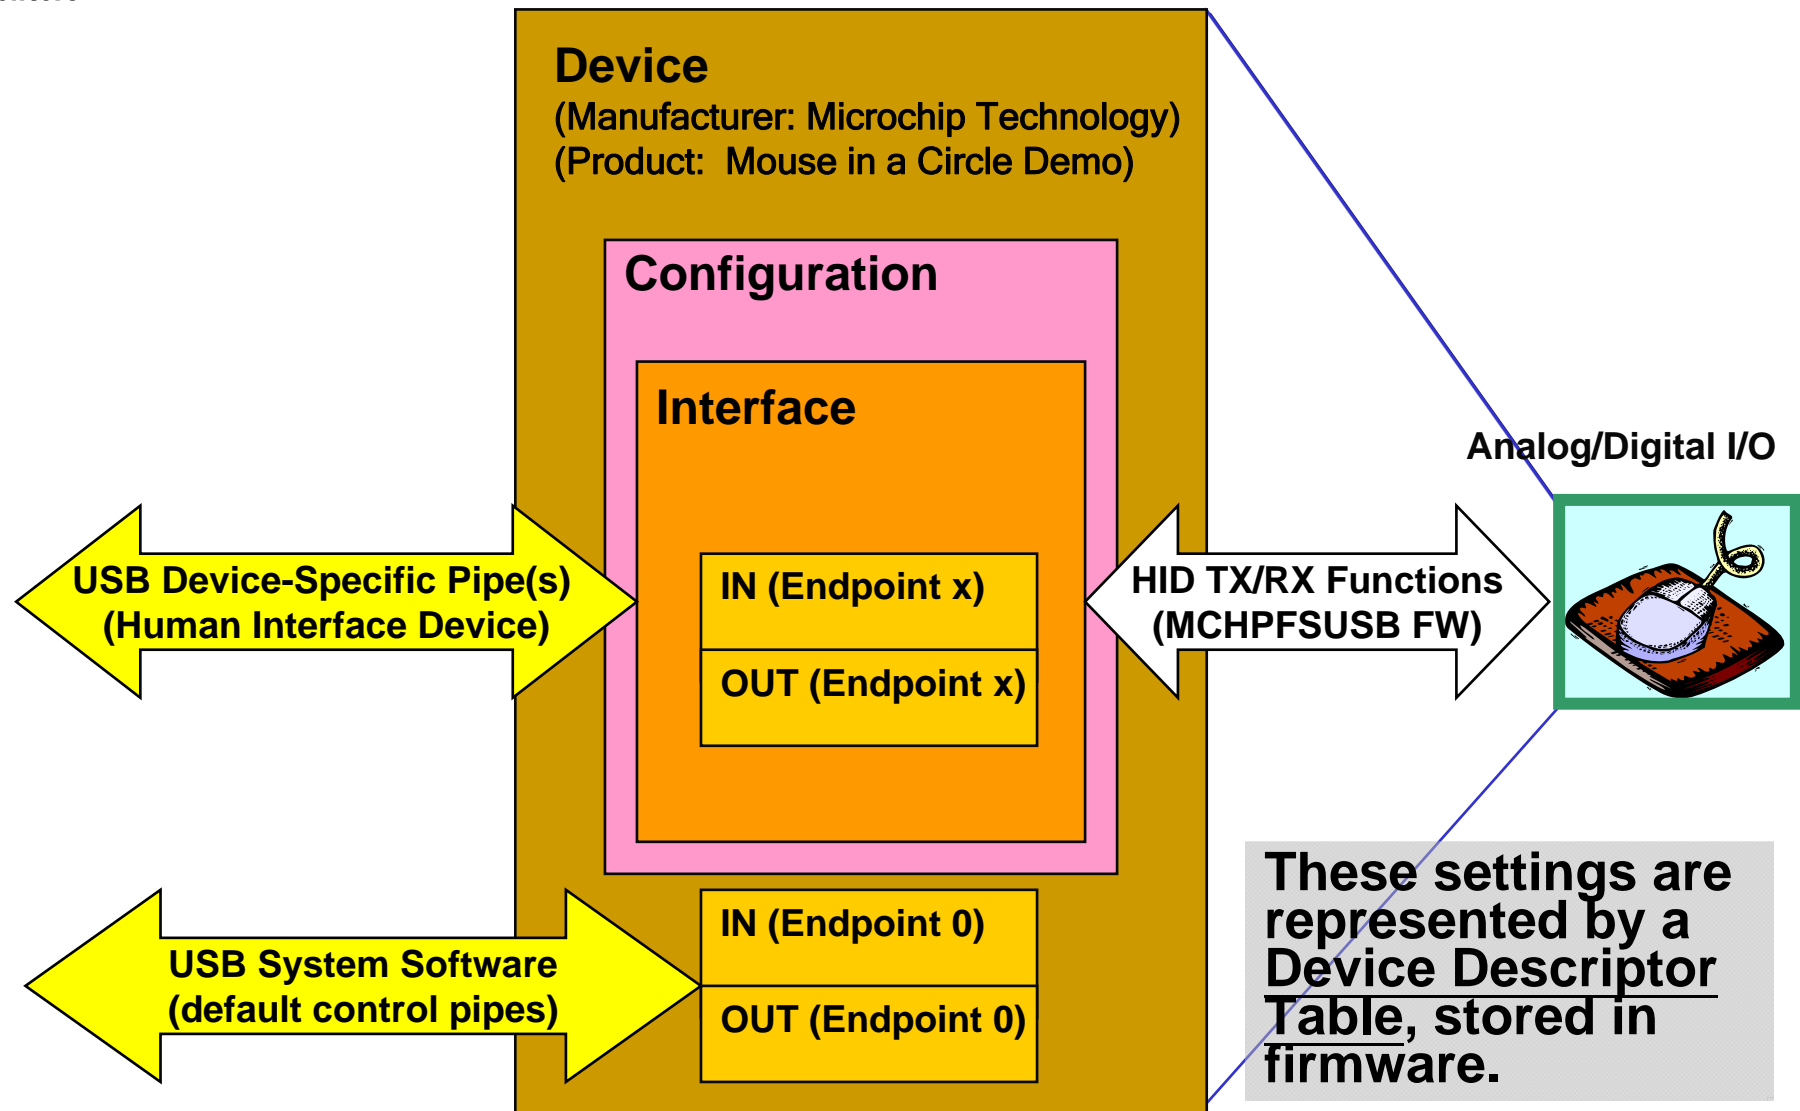 Device
(Manufacturer: Microchip Technology)
(Product: Mouse in a Circle Demo)
Configuration
Interface
Analog/Digital I/O
USB Device-Specific Pipe(s)
(Human Interface Device)
IN (Endpoint x)
OUT (Endpoint x)
HID TX/RX Functions
(MCHPFSUSB FW)
USB System Software
(default control pipes)
IN (Endpoint 0)
OUT (Endpoint 0)
These settings are
represented by a
Device Descriptor
Table, stored in
firmware.